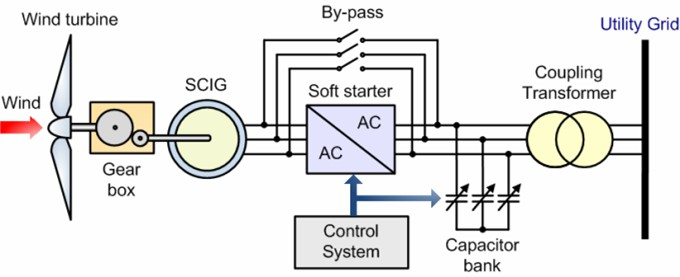 Wind turbine
By-pass
Utility Grid
Wind
SCIG
Soft starter
Coupling
Transformer
AC
AC
Gear
box
Control
System
Capacitor
bank